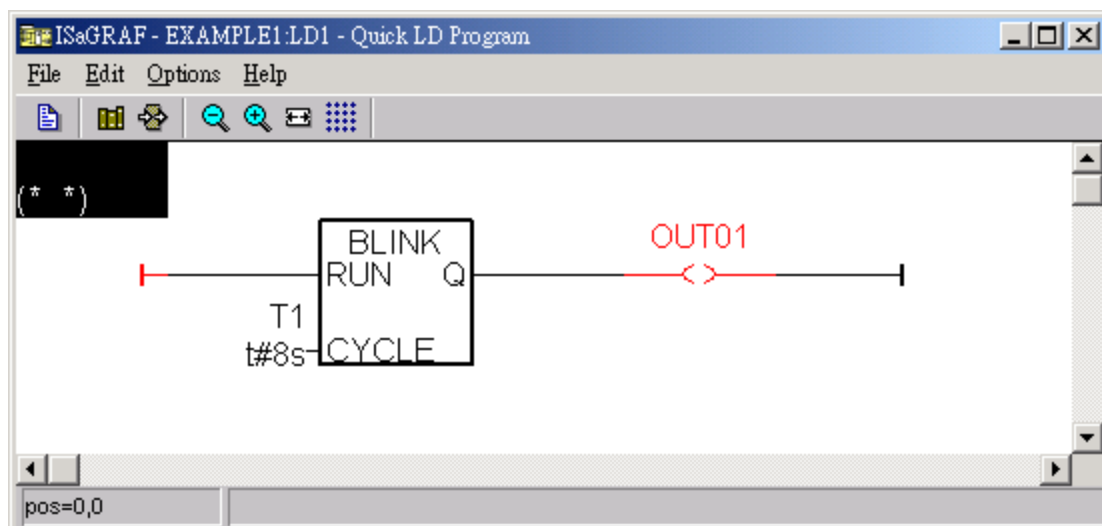 ISaGRAF - EXAMPLE1:LD1 - Quick LD Program
File Edit Options Help
(* *)
BLINK
OUT01
RUN Q
T1
t#8s CYCLE
pos=0,0